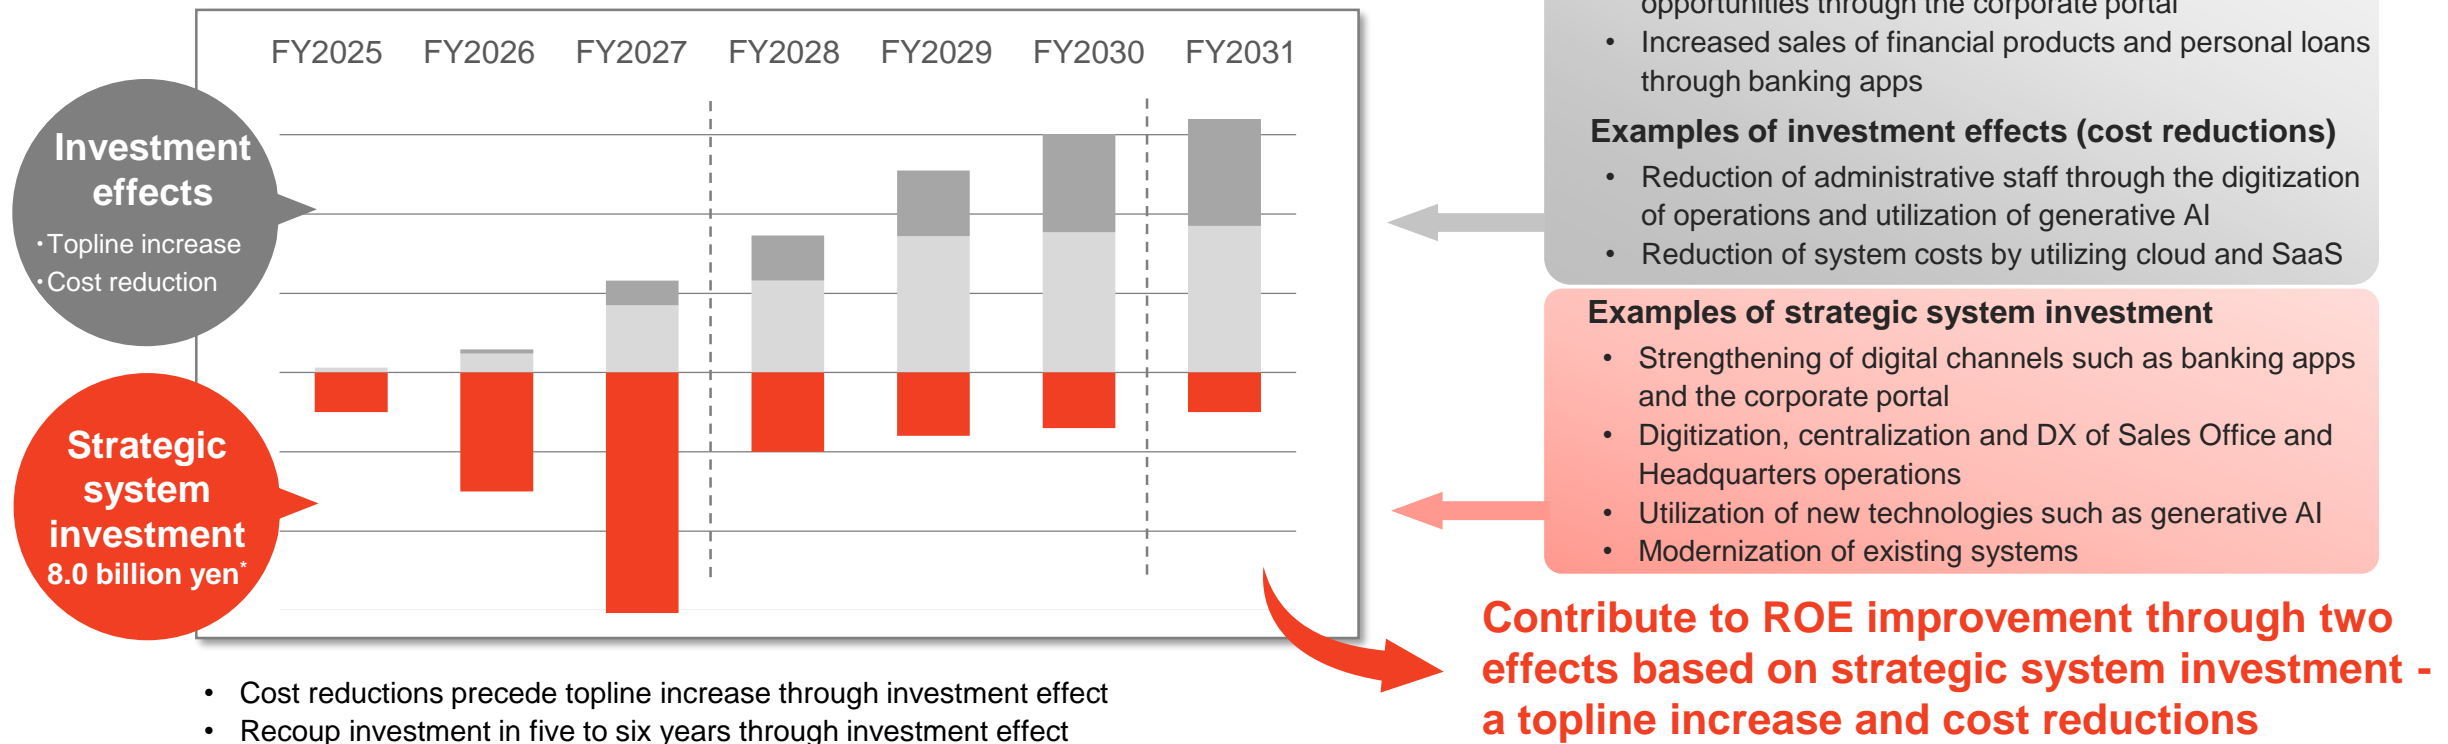 FY2025 FY2026 FY2027 FY2028 FY2029 FY2030 FY2031
Investment
effects
・Topline increase
・Cost reduction
Strategic
system
investment
8.0 billion yen*
• Cost reductions precede topline increase through investment effect
• Recoup investment in five to six years through investment effect
opportunities through the corporate portal
• Increased sales of financial products and personal loans
through banking apps
Examples of investment effects (cost reductions)
• Reduction of administrative staff through the digitization
of operations and utilization of generative AI
• Reduction of system costs by utilizing cloud and SaaS
Examples of strategic system investment
• Strengthening of digital channels such as banking apps
and the corporate portal
• Digitization, centralization and DX of Sales Office and
Headquarters operations
• Utilization of new technologies such as generative AI
• Modernization of existing systems
Contribute to ROE improvement through two
effects based on strategic system investment -
a topline increase and cost reductions